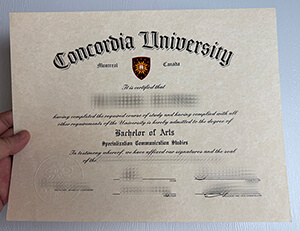 Concordia University
Montreal Canada
It is certified that
having completed the required course of study and having complied with all
other requirements of the University is hereby admitted to the degree of
Bachelor of Arts
Specialization Communication Studies
In testimony whereof, we have affixed our signatures and the seal
of the